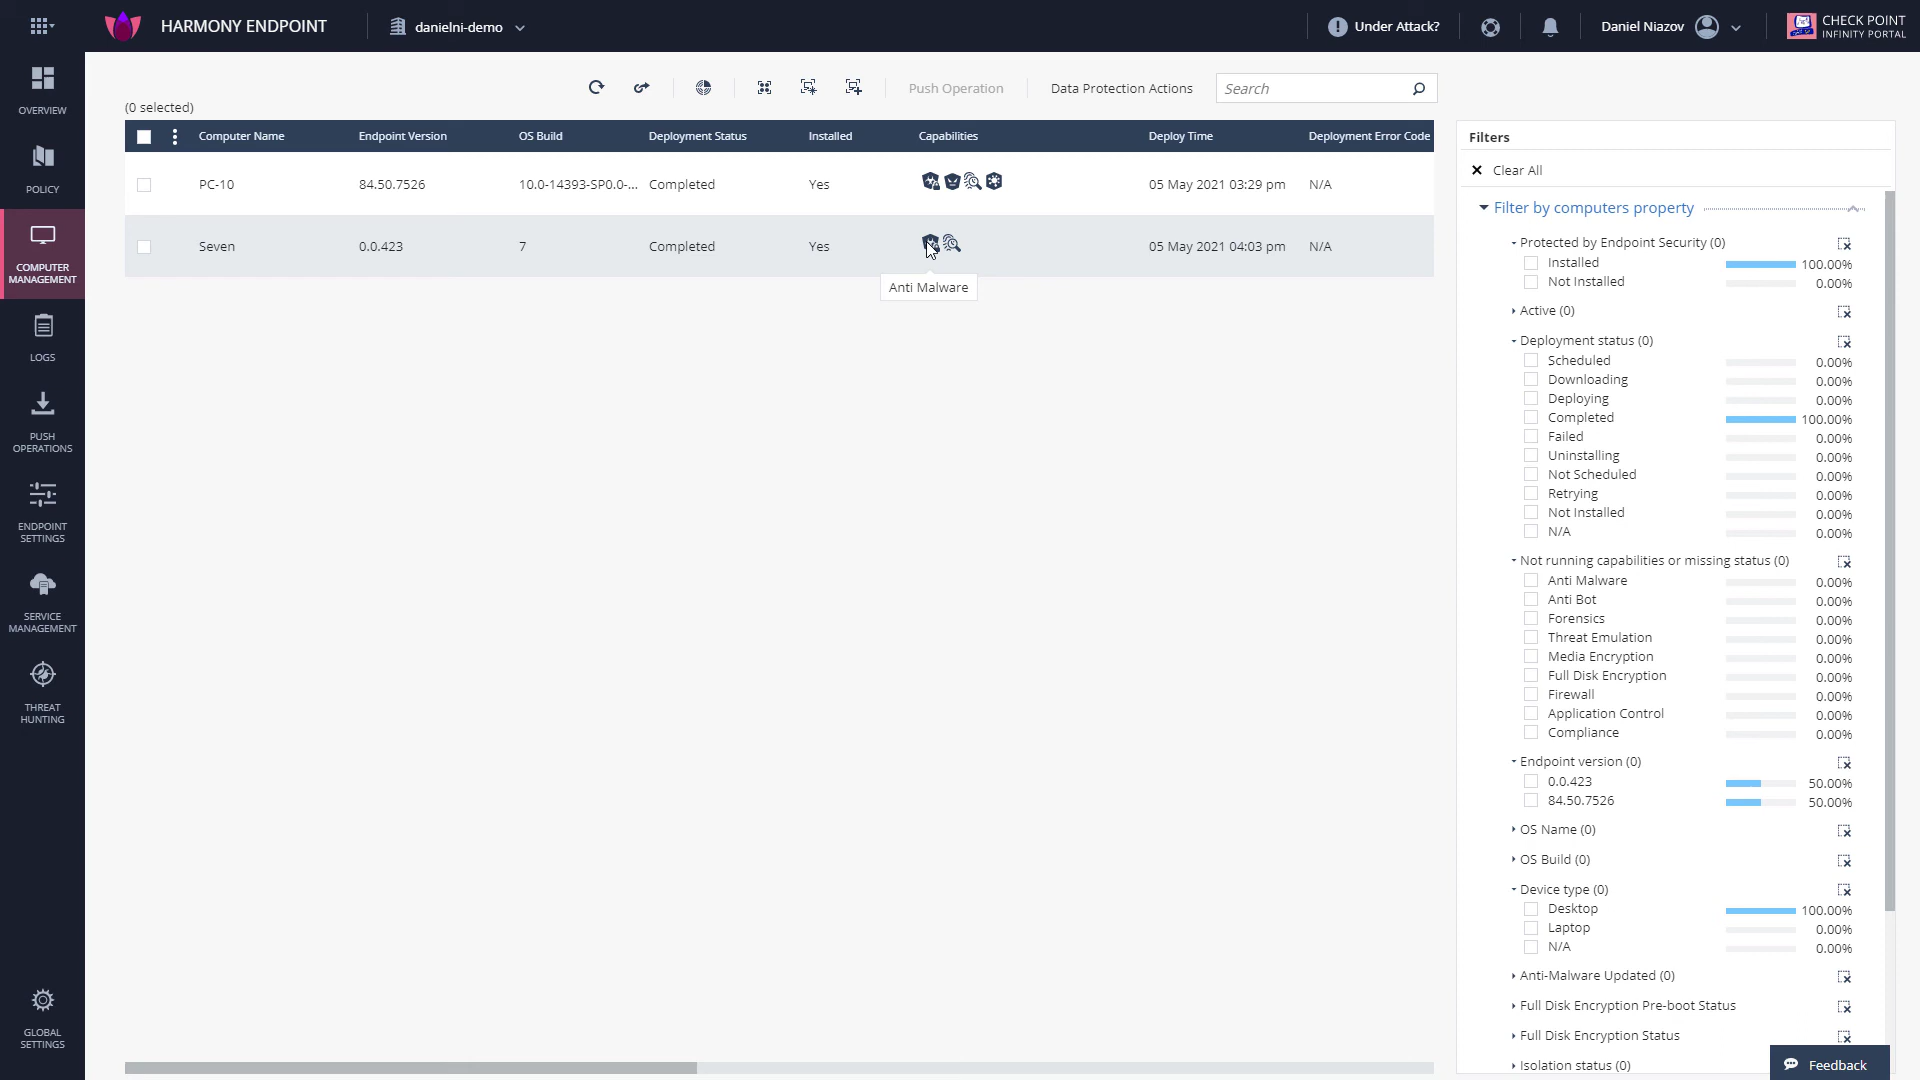 HARMONY ENDPOINT
danielni-demo
Under Attack?
Daniel Niazov
CHECK POINT
INFINITY PORTAL
OVERVIEW
POLICY
COMPUTER
MANAGEMENT
LOGS
PUSH
OPERATIONS
ENDPOINT
SETTINGS
SERVICE
MANAGEMENT
THREAT
HUNTING
GLOBAL
SETTINGS
(0 selected)
Push Operation
Data Protection Actions
Search
Computer Name Endpoint Version OS Build Deployment Status Installed Capabilities Deploy Time Deployment Error Code
PC-10 84.50.7526 10.0-14393-SP0.0-... Completed Yes 05 May 2021 03:29 pm N/A
Seven 0.0.423 7 Completed Yes 05 May 2021 04:03 pm N/A
Anti Malware
Filters
Clear All
Filter by computers property
Protected by Endpoint Security (0)
Installed 100.00%
Not Installed 0.00%
Active (0)
Deployment status (0)
Scheduled 0.00%
Downloading 0.00%
Deploying 0.00%
Completed 100.00%
Failed 0.00%
Uninstalling 0.00%
Not Scheduled 0.00%
Retrying 0.00%
Not Installed 0.00%
N/A 0.00%
Not running capabilities or missing status (0)
Anti Malware 0.00%
Anti Bot 0.00%
Forensics 0.00%
Threat Emulation 0.00%
Media Encryption 0.00%
Full Disk Encryption 0.00%
Firewall 0.00%
Application Control 0.00%
Compliance 0.00%
Endpoint version (0)
0.0.423 50.00%
84.50.7526 50.00%
OS Name (0)
OS Build (0)
Device type (0)
Desktop 100.00%
Laptop 0.00%
N/A 0.00%
Anti-Malware Updated (0)
Full Disk Encryption Pre-boot Status
Full Disk Encryption Status
Isolation status (0)
Feedback